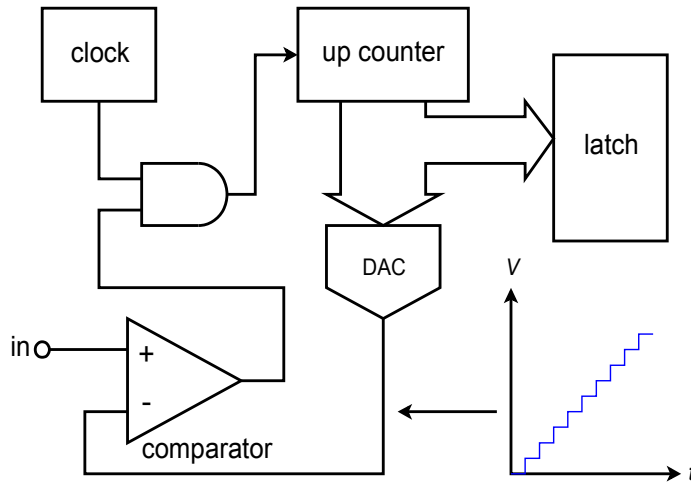 clock
up counter
latch
DAC
V
in
+
-
comparator
t